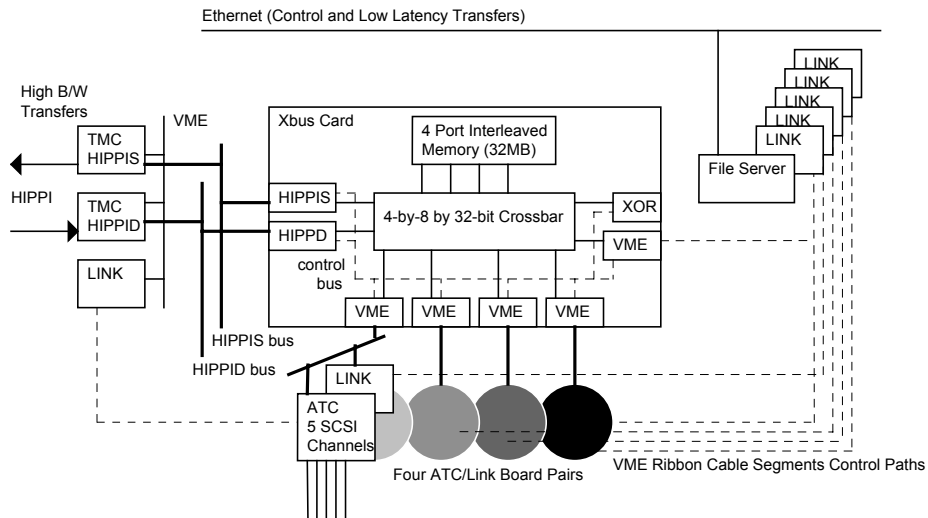 Ethernet (Control and Low Latency Transfers)
LINK
LINK
LINK
LINK
LINK
File Server
High B/W
Transfers
VME
TMC
HIPPIS
HIPPI
TMC
HIPPID
LINK
Xbus Card
4 Port Interleaved
Memory (32MB)
HIPPIS
HIPPD
4-by-8 by 32-bit Crossbar
XOR
VME
control
bus
VME
VME
VME
VME
HIPPIS bus
HIPPID bus
LINK
ATC
5 SCSI
Channels
Four ATC/Link Board Pairs
VME Ribbon Cable Segments Control Paths